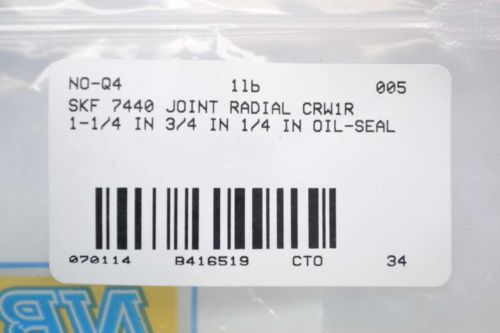 NO-Q4 1lb 005
SKF 7440 JOINT RADIAL CRW1R
1-1/4 IN 3/4 IN 1/4 IN OIL-SEAL
070114 B416519 CTO 34